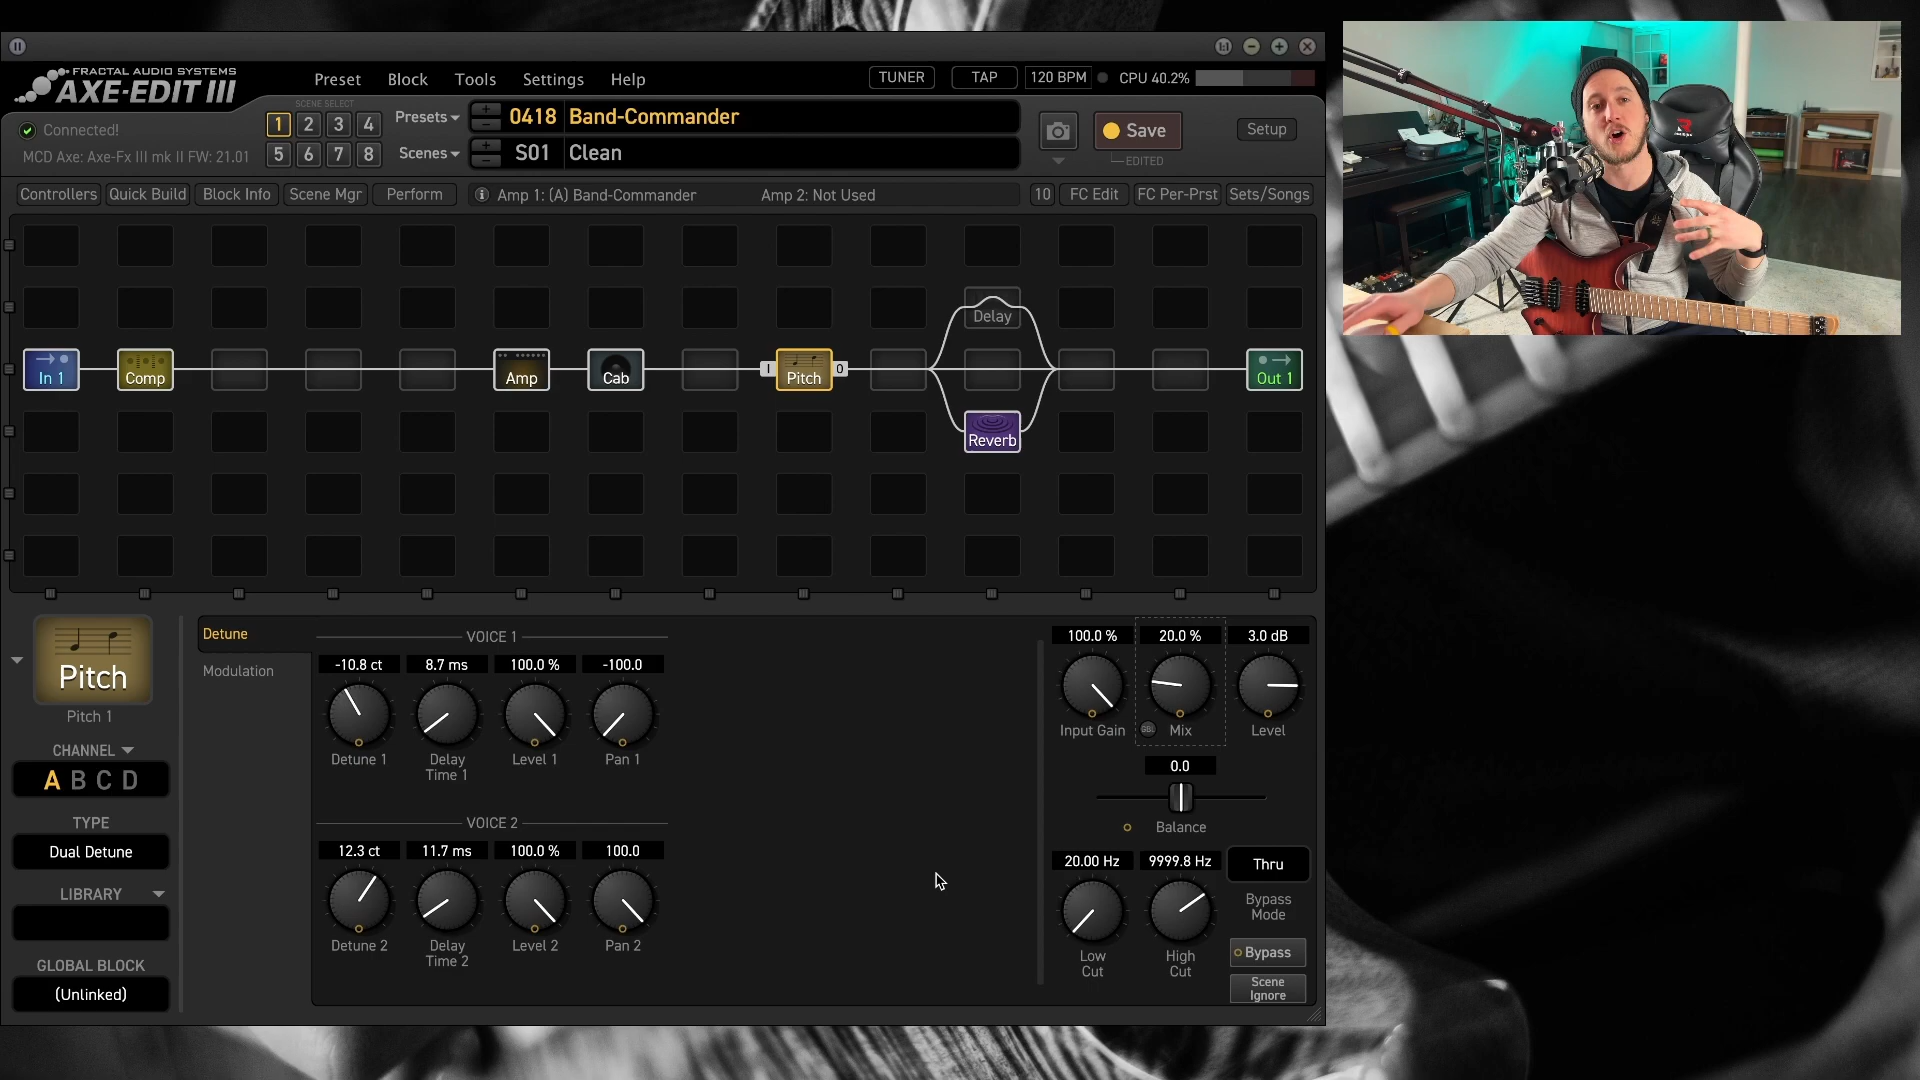 FRACTAL AUDIO SYSTEMS
AXE-EDIT III
Preset Block Tools Settings Help
TUNER TAP 120 BPM CPU 40.2%
Connected!
MCD Axe: Axe-Fx III mk II FW: 21.01
SCENE SELECT
1 2 3 4
5 6 7 8
Presets 0418 Band-Commander
Scenes S01 Clean
Save
EDITED
Setup
Controllers Quick Build Block Info Scene Mgr Perform Amp 1: (A) Band-Commander Amp 2: Not Used 10 FC Edit FC Per-Prst Sets/Songs
Delay
In 1 Comp Amp Cab I Pitch O Out 1
Reverb
Pitch
Pitch 1
CHANNEL
A B C D
TYPE
Dual Detune
LIBRARY
GLOBAL BLOCK
(Unlinked)
Detune
Modulation
VOICE 1
-10.8 ct 8.7 ms 100.0 % -100.0
Detune 1 Delay Time 1 Level 1 Pan 1
VOICE 2
12.3 ct 11.7 ms 100.0 % 100.0
Detune 2 Delay Time 2 Level 2 Pan 2
100.0 % 20.0 % 3.0 dB
Input Gain GBL Mix Level
0.0
Balance
20.00 Hz 9999.8 Hz Thru
Low Cut High Cut Bypass Mode
Bypass
Scene Ignore